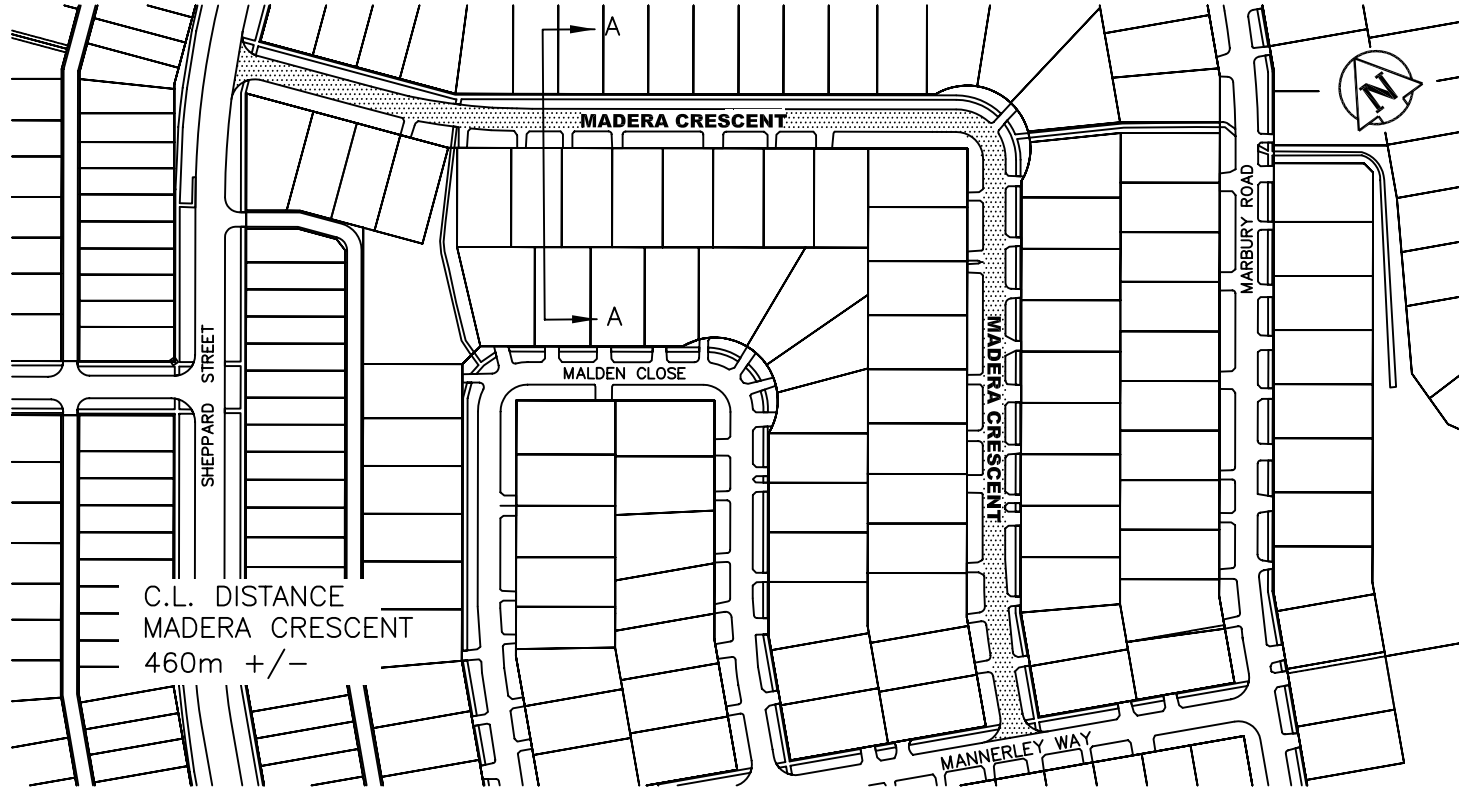 A
N
MADERA CRESCENT
MARBURY ROAD
A
SHEPPARD STREET
MALDEN CLOSE
MADERA CRESCENT
C.L. DISTANCE
MADERA CRESCENT
460m +/-
MANNERLEY WAY